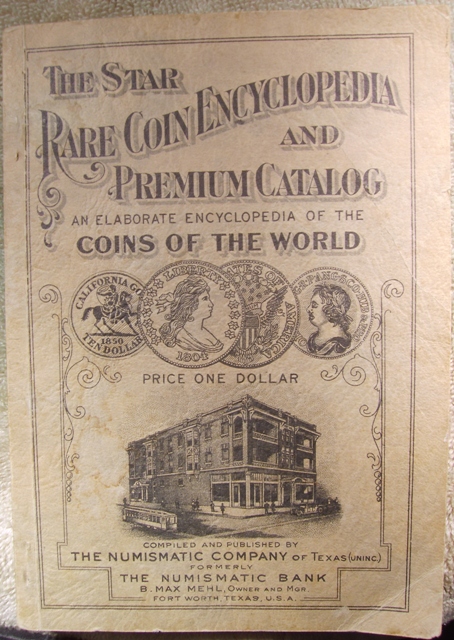 THE STAR
RARE COIN ENCYCLOPEDIA
AND
PREMIUM CATALOG
AN ELABORATE ENCYCLOPEDIA OF THE
COINS OF THE WORLD
CALIFORNIA
1850
TEN DOLLAR
LIBERTY
1804
STATES OF
AMERICA
PRICE ONE DOLLAR
COMPILED AND PUBLISHED BY
THE NUMISMATIC COMPANY OF TEXAS (UNINC.)
FORMERLY
THE NUMISMATIC BANK
B. MAX MEHL, OWNER AND MGR.
FORT WORTH, TEXAS, U.S.A.